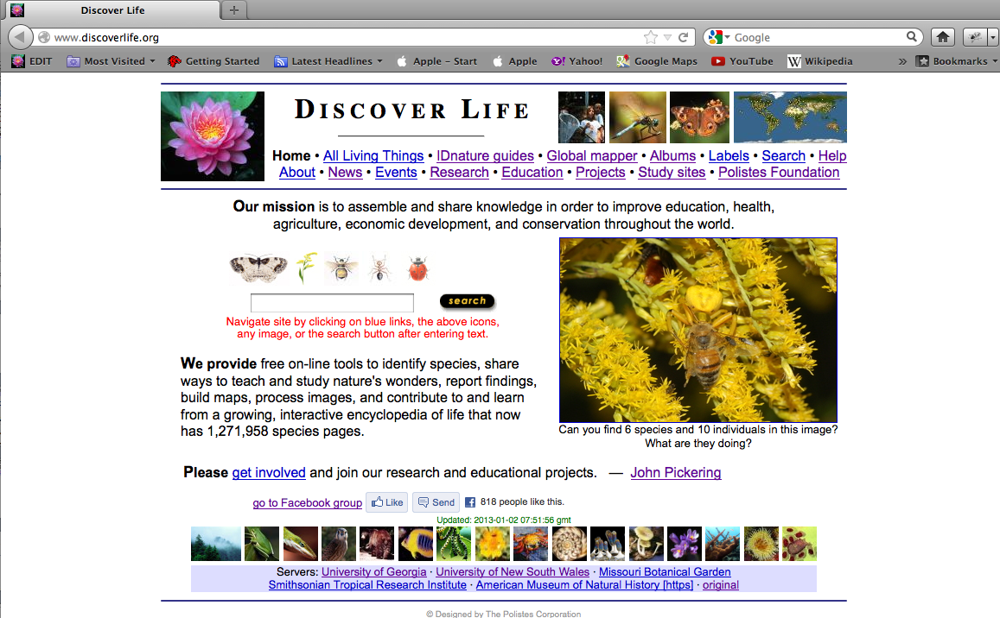 Discover Life
www.discoverlife.org
Google
EDIT Most Visited Getting Started Latest Headlines Apple – Start Apple Yahoo! Google Maps YouTube Wikipedia » Bookmarks
DISCOVER LIFE
Home • All Living Things • IDnature guides • Global mapper • Albums • Labels • Search • Help
About • News • Events • Research • Education • Projects • Study sites • Polistes Foundation
Our mission is to assemble and share knowledge in order to improve education, health,
agriculture, economic development, and conservation throughout the world.
search
Navigate site by clicking on blue links, the above icons,
any image, or the search button after entering text.
We provide free on-line tools to identify species, share
ways to teach and study nature's wonders, report findings,
build maps, process images, and contribute to and learn
from a growing, interactive encyclopedia of life that now
has 1,271,958 species pages.
Can you find 6 species and 10 individuals in this image?
What are they doing?
Please get involved and join our research and educational projects. — John Pickering
go to Facebook group Like Send 818 people like this.
Updated: 2013-01-02 07:51:56 gmt
Servers: University of Georgia · University of New South Wales · Missouri Botanical Garden
Smithsonian Tropical Research Institute · American Museum of Natural History [https] · original
© Designed by The Polistes Corporation